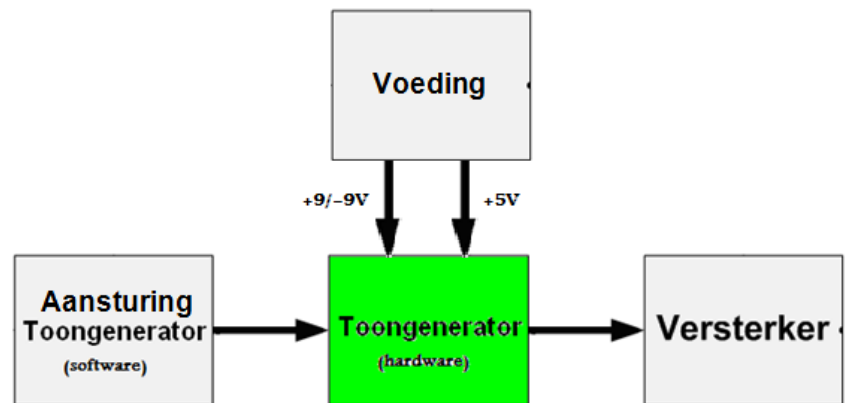 Voeding
+9/-9V
+5V
Aansturing
Toongenerator
(software)
Toongenerator
(hardware)
Versterker